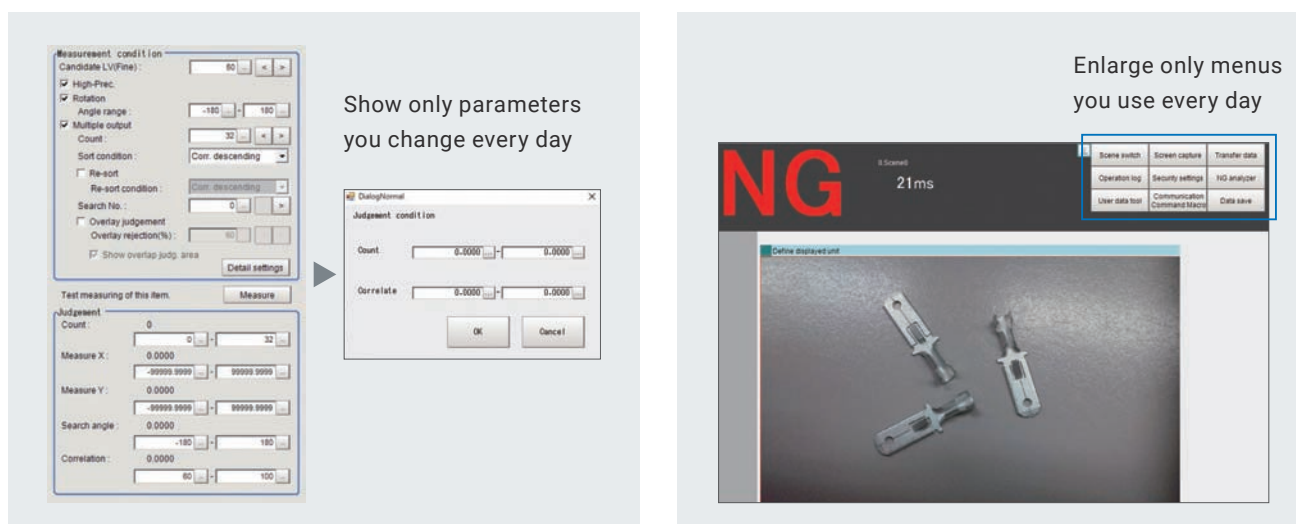 Measurement condition
Candidate LV(Fine) : 60 ... < >
High-Prec.
Rotation
Angle range : -180 ... - 180 ...
Multiple output
Count : 32 ... < >
Sort condition : Corr. descending
Re-sort
Re-sort condition : Corr. descending
Search No. : 0 ... >
Overlay judgement
Overlay rejection(%) : 60
Show overlap judg. area
Detail settings
Test measuring of this item. Measure
Judgement
Count : 0
0 ... - 32 ...
Measure X : 0.0000
-99999.9999 ... - 99999.9999 ...
Measure Y : 0.0000
-99999.9999 ... - 99999.9999 ...
Search angle : 0.0000
-180 ... - 180 ...
Correlation : 0.0000
60 ... - 100 ...
Show only parameters
you change every day
DialogNormal X
Judgement condition
Count 0.0000 ... - 0.0000 ...
Correlate 0.0000 ... - 0.0000 ...
OK Cancel
Enlarge only menus
you use every day
NG
0.Scene0
21ms
Scene switch Screen capture Transfer data
Operation log Security settings NG analyzer
User data tool Communication Command Macro Data save
Define displayed unit